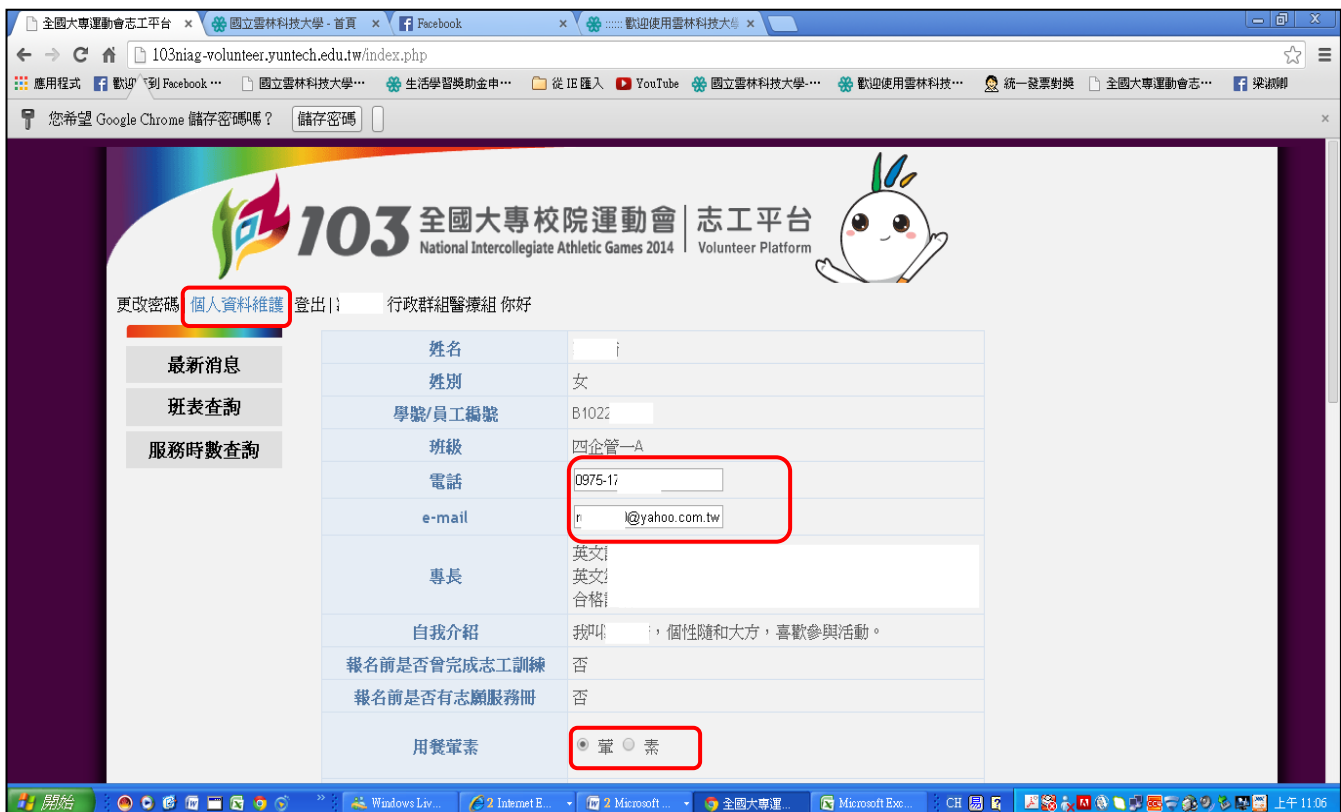 全國大專運動會志工平台
國立雲林科技大學 - 首頁
Facebook
:::::: 歡迎使用雲林科技大
103niag-volunteer.yuntech.edu.tw/index.php
應用程式
到 Facebook …
國立雲林科技大學…
生活學習獎助金申…
從 IE 匯入
YouTube
國立雲林科技大學-…
歡迎使用雲林科技…
統一發票對獎
全國大專運動會志…
梁淑卿
您希望 Google Chrome 儲存密碼嗎？ 儲存密碼
103 全國大專校院運動會 志工平台
National Intercollegiate Athletic Games 2014 Volunteer Platform
更改密碼 個人資料維護 登出| 行政群組醫療組 你好
最新消息
班表查詢
服務時數查詢
姓名
姓別 女
學號/員工編號 B1022
班級 四企管一A
電話 0975-17
e-mail @yahoo.com.tw
專長 英文
英文
合格
自我介紹 我叫 ，個性隨和大方，喜歡參與活動。
報名前是否曾完成志工訓練 否
報名前是否有志願服務冊 否
用餐葷素 葷 素
開始
Windows Liv...
2 Internet E...
2 Microsoft ...
全國大專運...
Microsoft Exc...
CH
上午 11:06